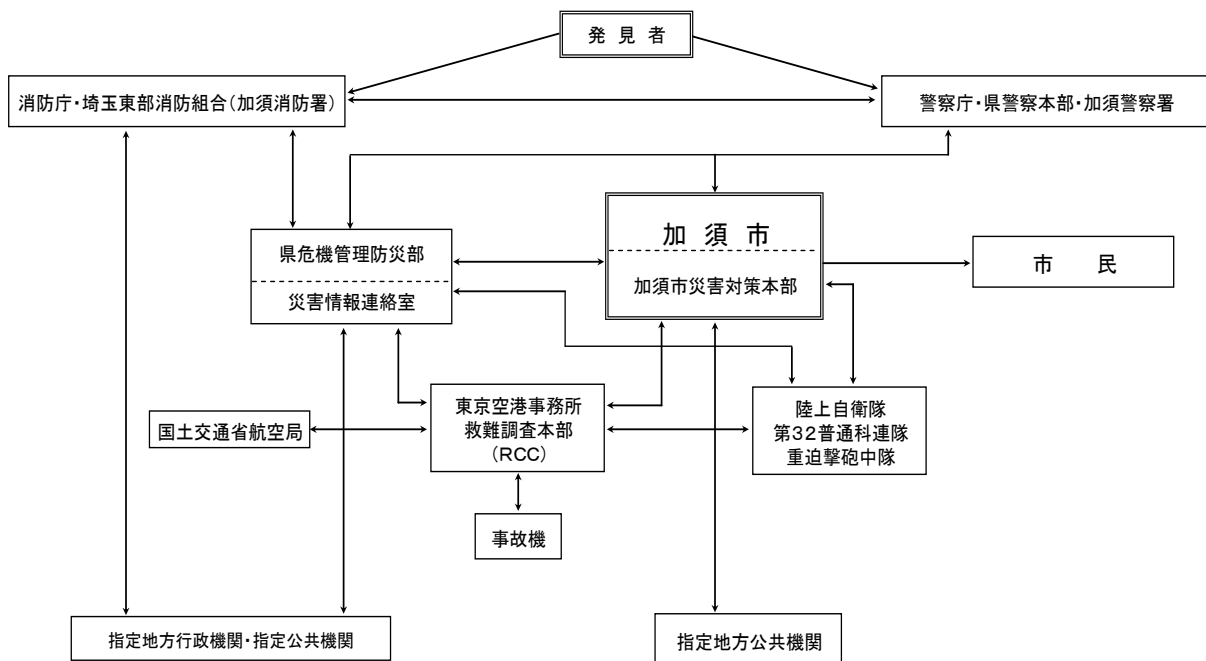 発見者
消防庁・埼玉東部消防組合（加須消防署）
警察庁・県警察本部・加須警察署
県危機管理防災部
災害情報連絡室
加須市
加須市災害対策本部
市民
東京空港事務所
救難調査本部
（RCC）
国土交通省航空局
陸上自衛隊
第３２普通科連隊
重迫撃砲中隊
事故機
指定地方行政機関・指定公共機関
指定地方公共機関